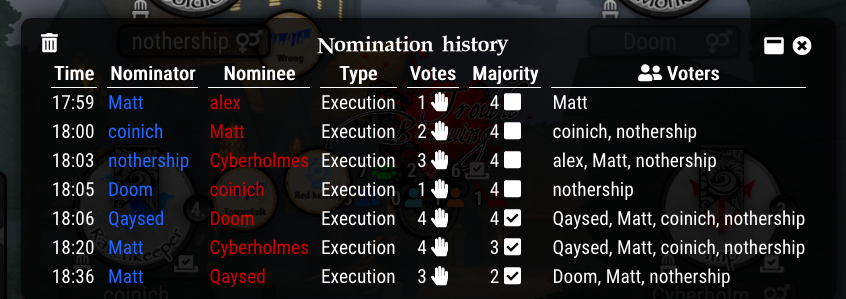 nothership
Nomination history
Doom
Wrong
Time Nominator Nominee Type Votes Majority Voters
17:59 Matt alex Execution 1 4 Matt
18:00 coinich Matt Execution 2 4 coinich, nothership
18:03 nothership Cyberholmes Execution 3 4 alex, Matt, nothership
18:05 Doom coinich Execution 1 4 nothership
18:06 Qaysed Doom Execution 4 4 Qaysed, Matt, coinich, nothership
18:20 Matt Cyberholmes Execution 4 3 Qaysed, Matt, coinich, nothership
18:36 Matt Qaysed Execution 3 2 Doom, Matt, nothership
coinich